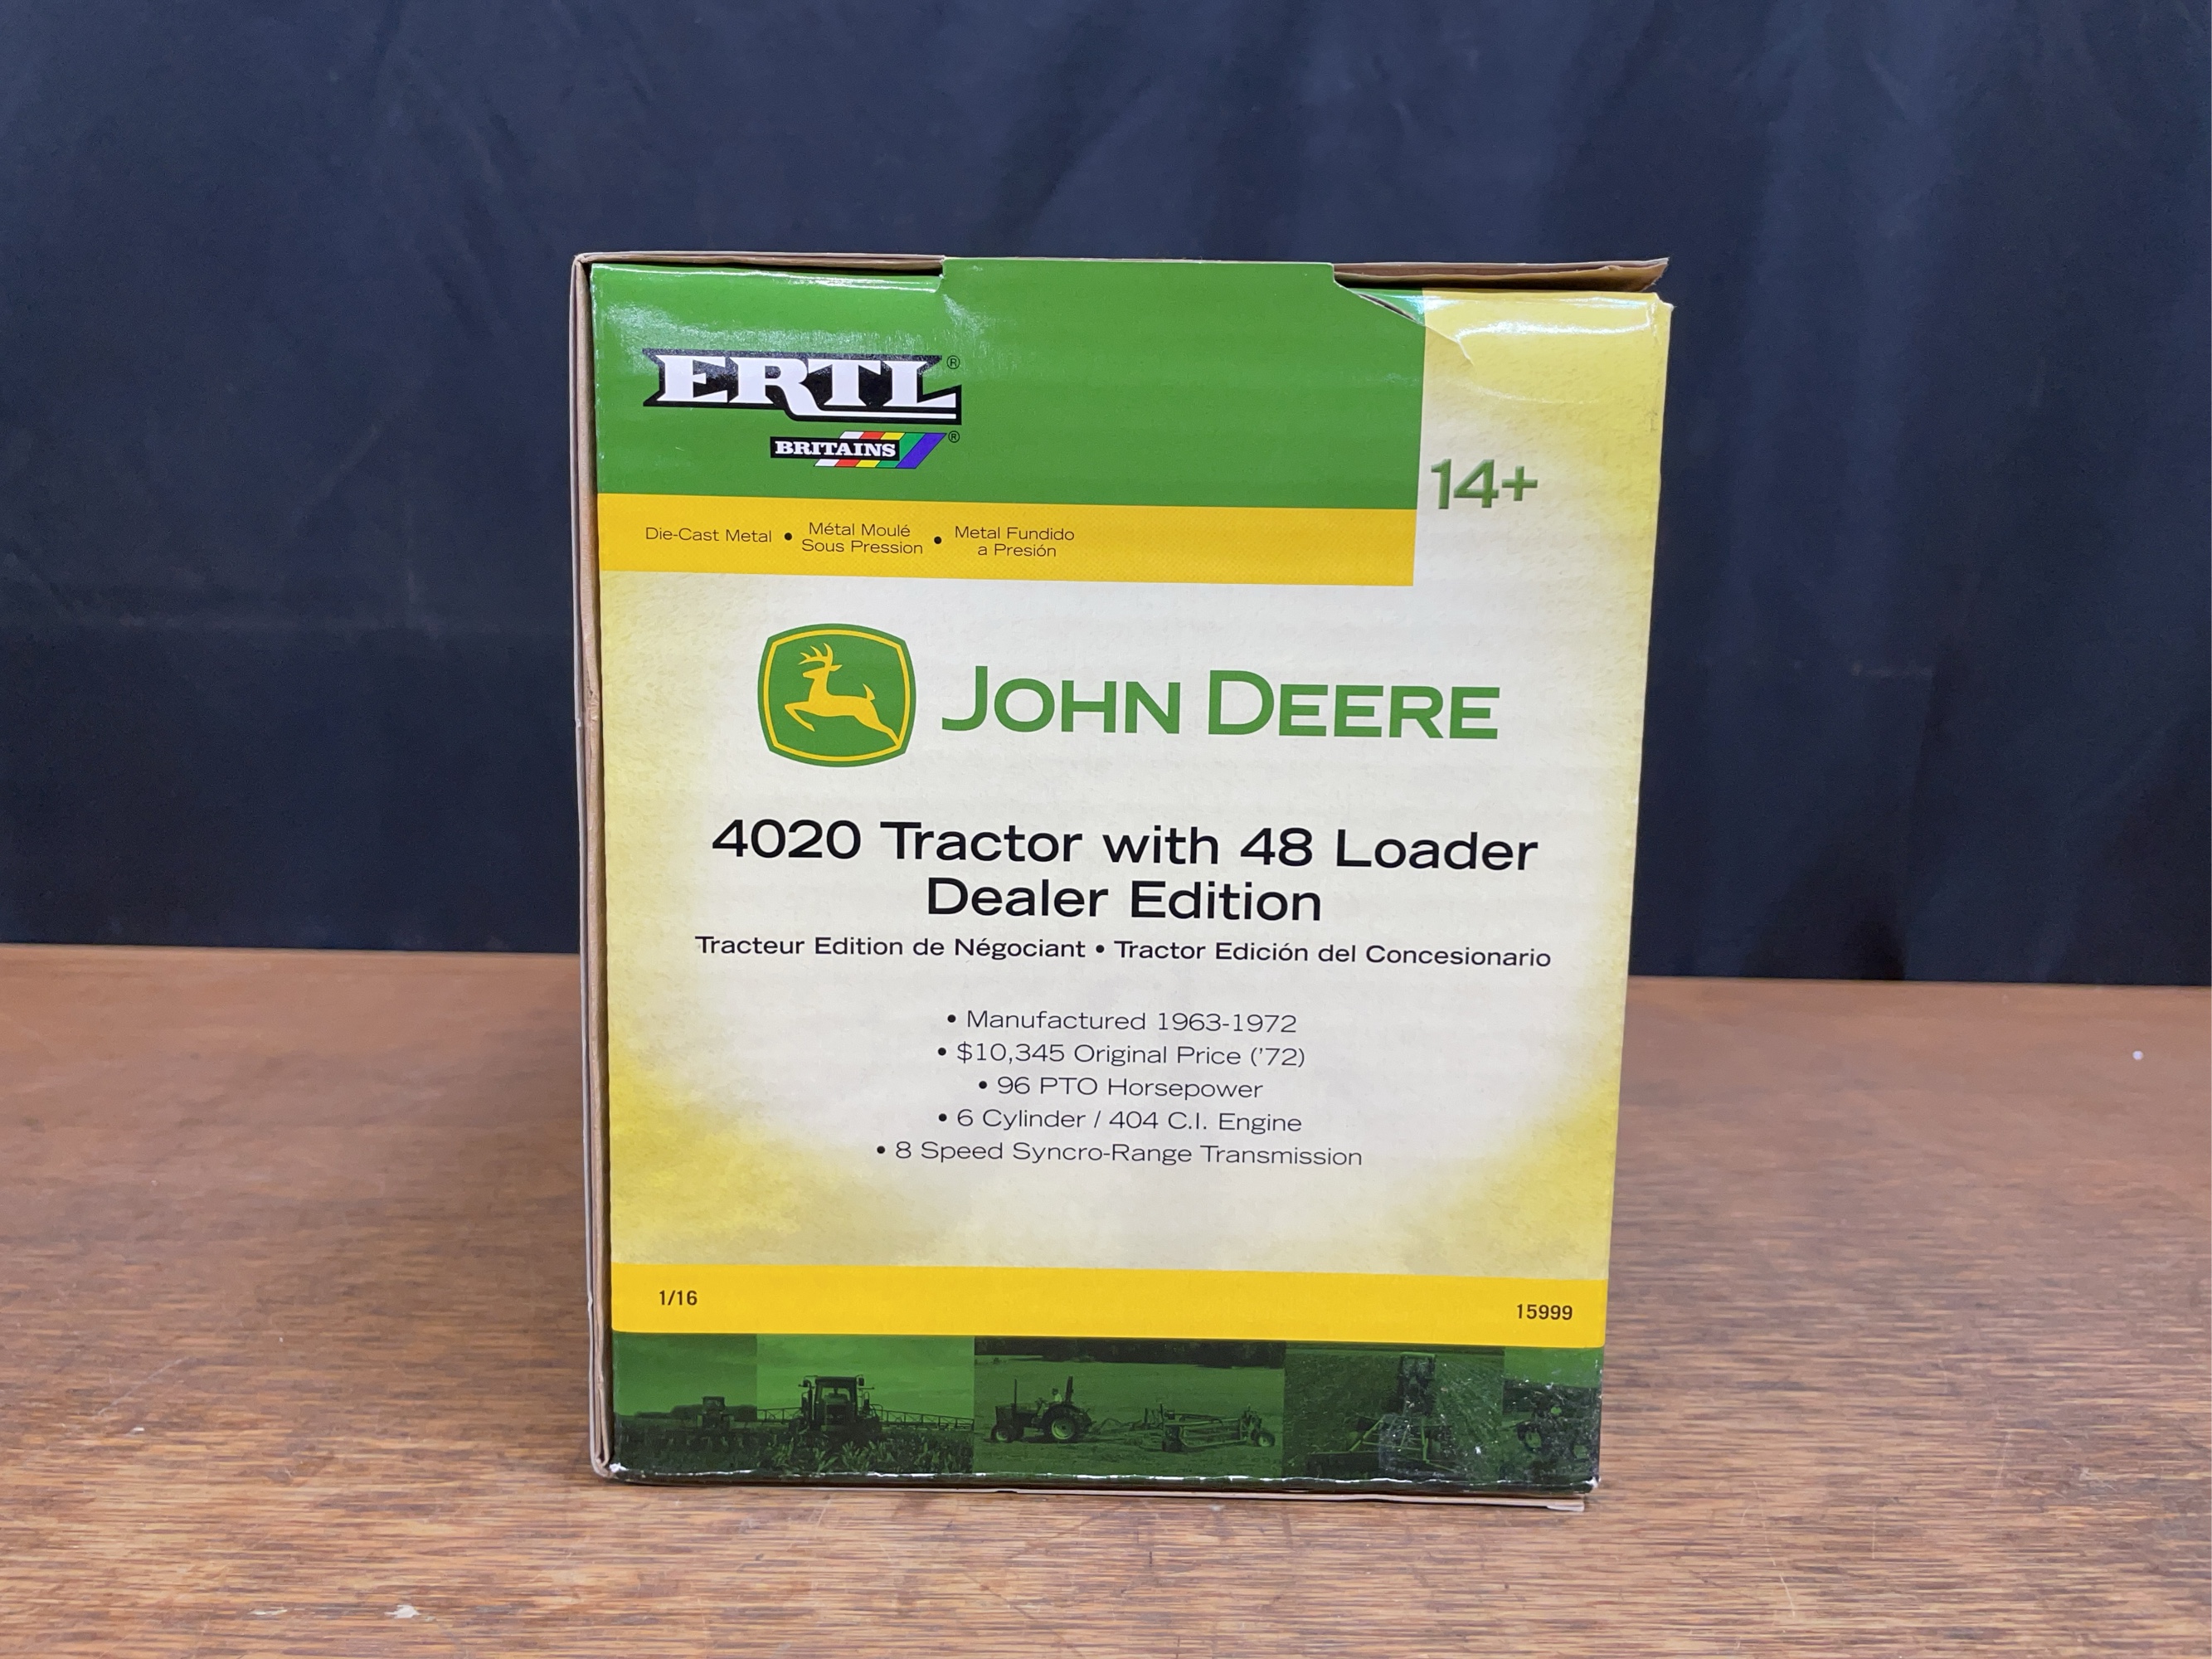 ERTL®
BRITAINS®
14+
Die-Cast Metal • Métal Moulé Sous Pression • Metal Fundido a Presión
JOHN DEERE
4020 Tractor with 48 Loader
Dealer Edition
Tracteur Edition de Négociant • Tractor Edición del Concesionario
• Manufactured 1963-1972
• $10,345 Original Price ('72)
• 96 PTO Horsepower
• 6 Cylinder / 404 C.I. Engine
• 8 Speed Syncro-Range Transmission
1/16
15999